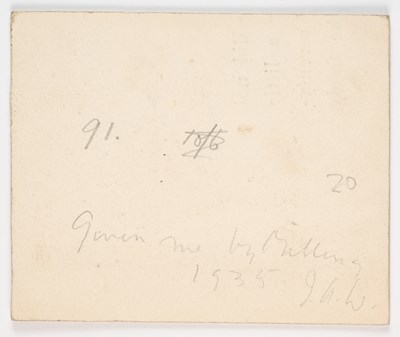 91. 10/6
20
Given me by Billing
1935. J.A.W.